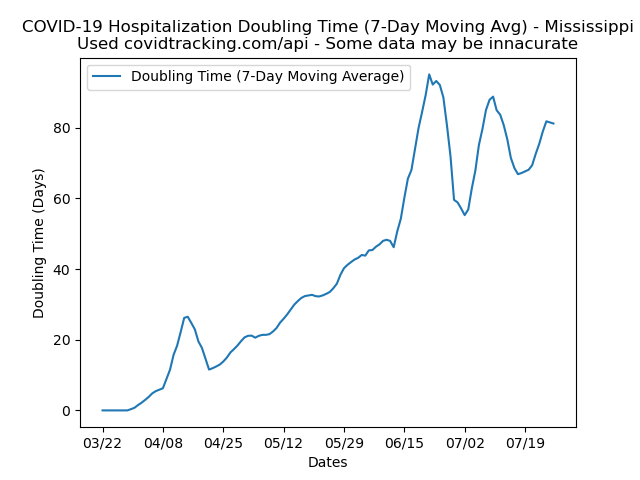 COVID-19 Hospitalization Doubling Time (7-Day Moving Avg) - Mississippi
Used covidtracking.com/api - Some data may be innacurate
Doubling Time (7-Day Moving Average)
Doubling Time (Days)
80
60
40
20
0
03/22 04/08 04/25 05/12 05/29 06/15 07/02 07/19
Dates